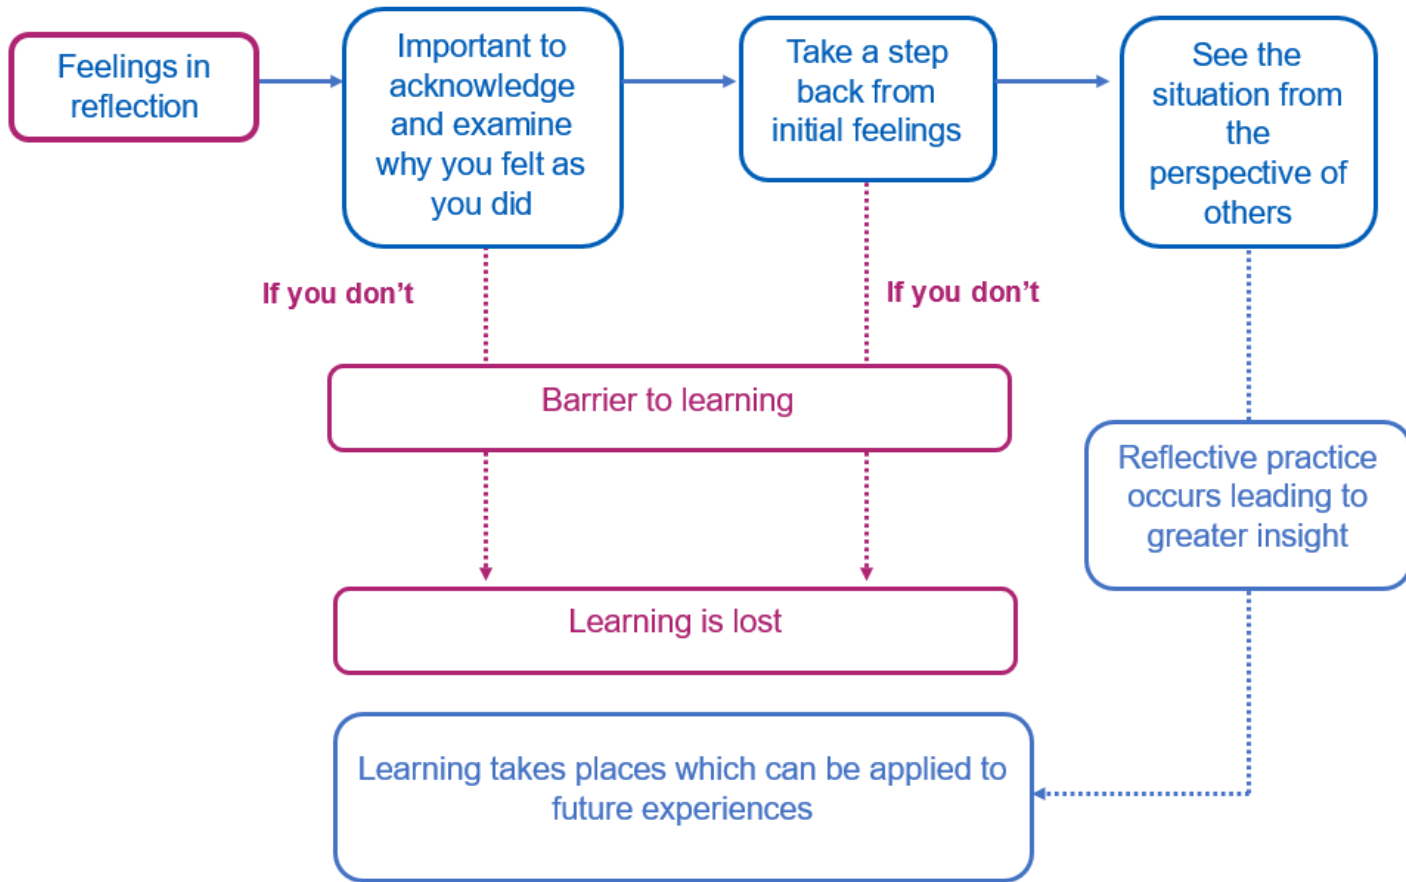 Feelings in
reflection
Important to
acknowledge
and examine
why you felt as
you did
Take a step
back from
initial feelings
See the
situation from
the
perspective of
others
If you don’t
If you don’t
Barrier to learning
Reflective practice
occurs leading to
greater insight
Learning is lost
Learning takes places which can be applied to
future experiences